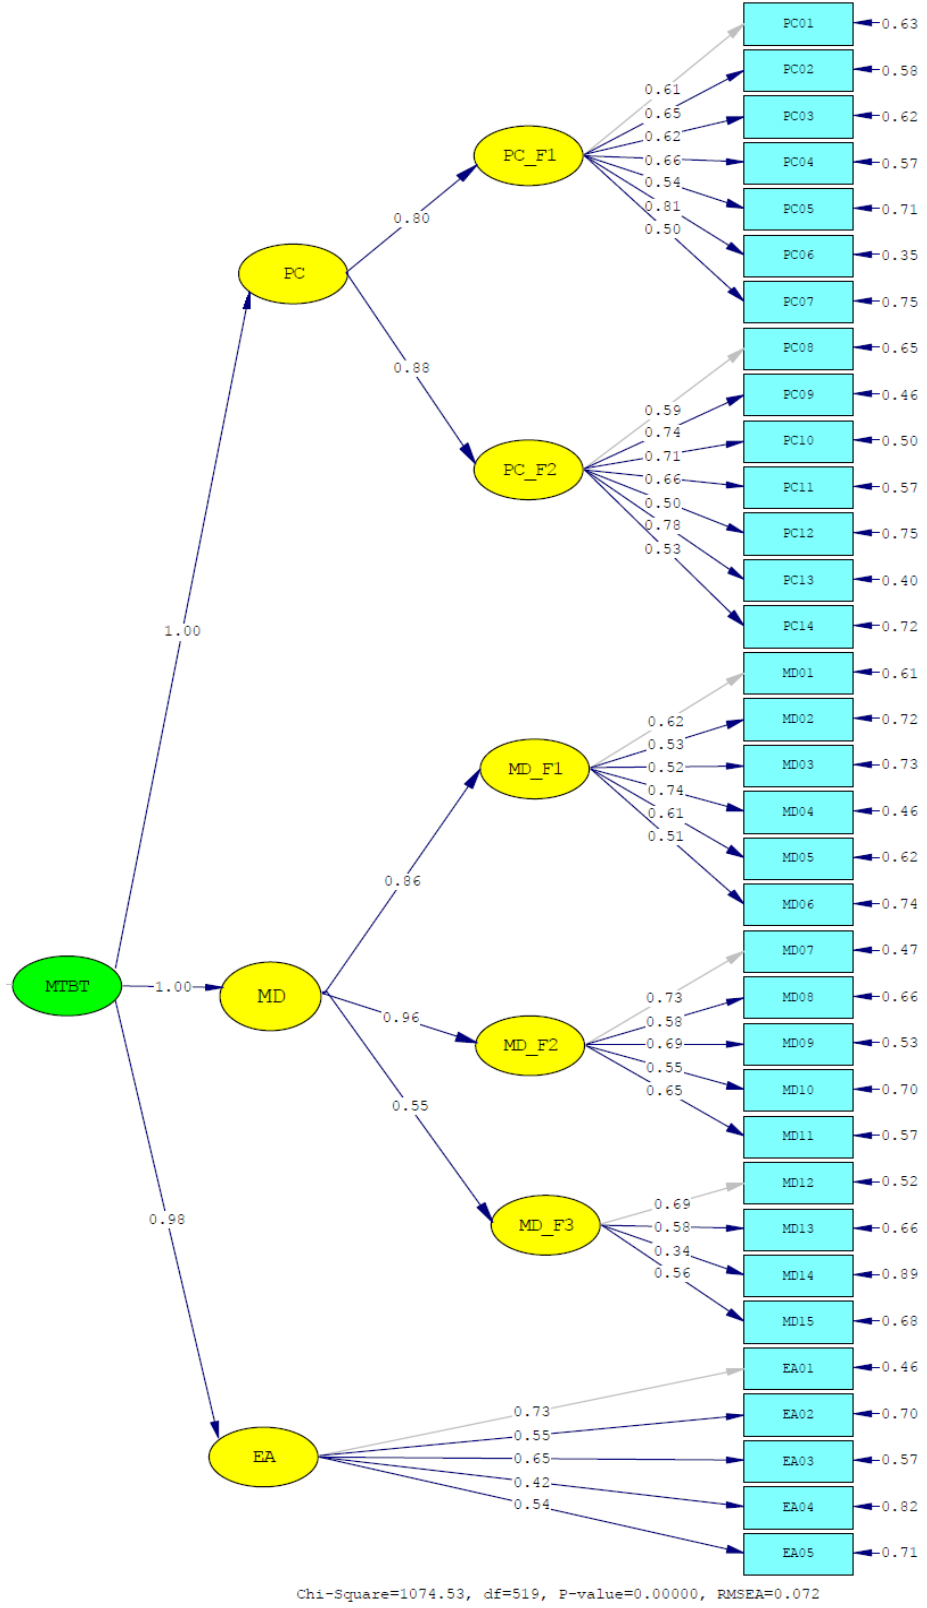 PC01 0.63
PC02 0.58
0.61
0.65
PC03 0.62
0.62
PC_F1
0.66
PC04 0.57
0.54
0.81
PC05 0.71
0.80
0.50
PC06 0.35
PC
PC07 0.75
PC08 0.65
0.88
PC09 0.46
0.59
0.74
PC10 0.50
0.71
PC_F2
0.66
PC11 0.57
0.50
0.78
PC12 0.75
0.53
PC13 0.40
PC14 0.72
1.00
MD01 0.61
MD02 0.72
0.62
0.53
MD03 0.73
MD_F1
0.52
0.74
MD04 0.46
0.61
0.51
MD05 0.62
0.86
MD06 0.74
MD07 0.47
MTBT
1.00
MD
MD08 0.66
0.73
0.96
0.58
MD09 0.53
MD_F2
0.69
0.55
MD10 0.70
0.65
0.55
MD11 0.57
MD12 0.52
0.69
0.98
MD_F3
0.58
MD13 0.66
0.34
0.56
MD14 0.89
MD15 0.68
EA01 0.46
0.73
EA02 0.70
0.55
EA
0.65
EA03 0.57
0.42
0.54
EA04 0.82
EA05 0.71
Chi-Square=1074.53, df=519, P-value=0.00000, RMSEA=0.072